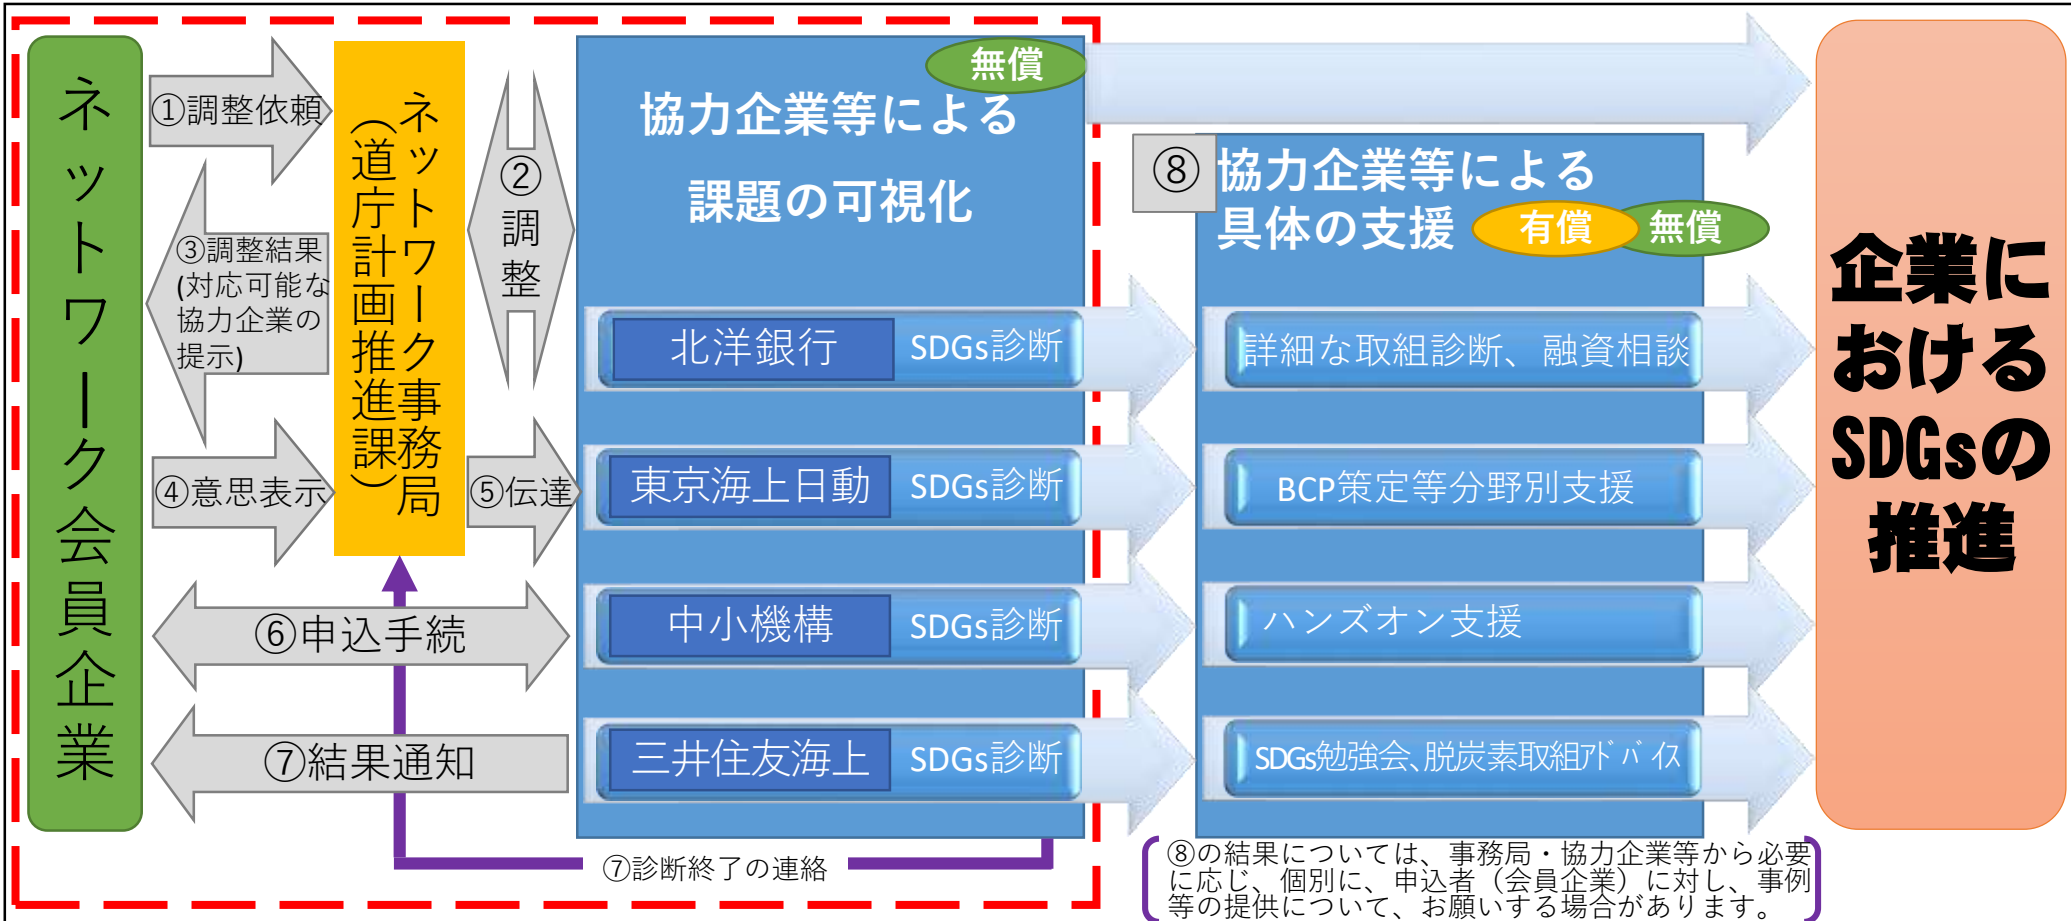 ネットワーク会員企業
①調整依頼
③調整結果
(対応可能な
協力企業の
提示)
④意思表示
ネットワーク事務局
（道庁計画推進課）
②
調
整
⑤伝達
⑥申込手続
⑦結果通知
⑦診断終了の連絡
無償
協力企業等による
課題の可視化
北洋銀行 SDGs診断
東京海上日動 SDGs診断
中小機構 SDGs診断
三井住友海上 SDGs診断
⑧
協力企業等による
具体の支援 有償 無償
詳細な取組診断、融資相談
BCP策定等分野別支援
ハンズオン支援
SDGs勉強会、脱炭素取組ｱﾄﾞﾊﾞｲｽ
⑧の結果については、事務局・協力企業等から必要
に応じ、個別に、申込者（会員企業）に対し、事例
等の提供について、お願いする場合があります。
企業に
おける
SDGsの
推進